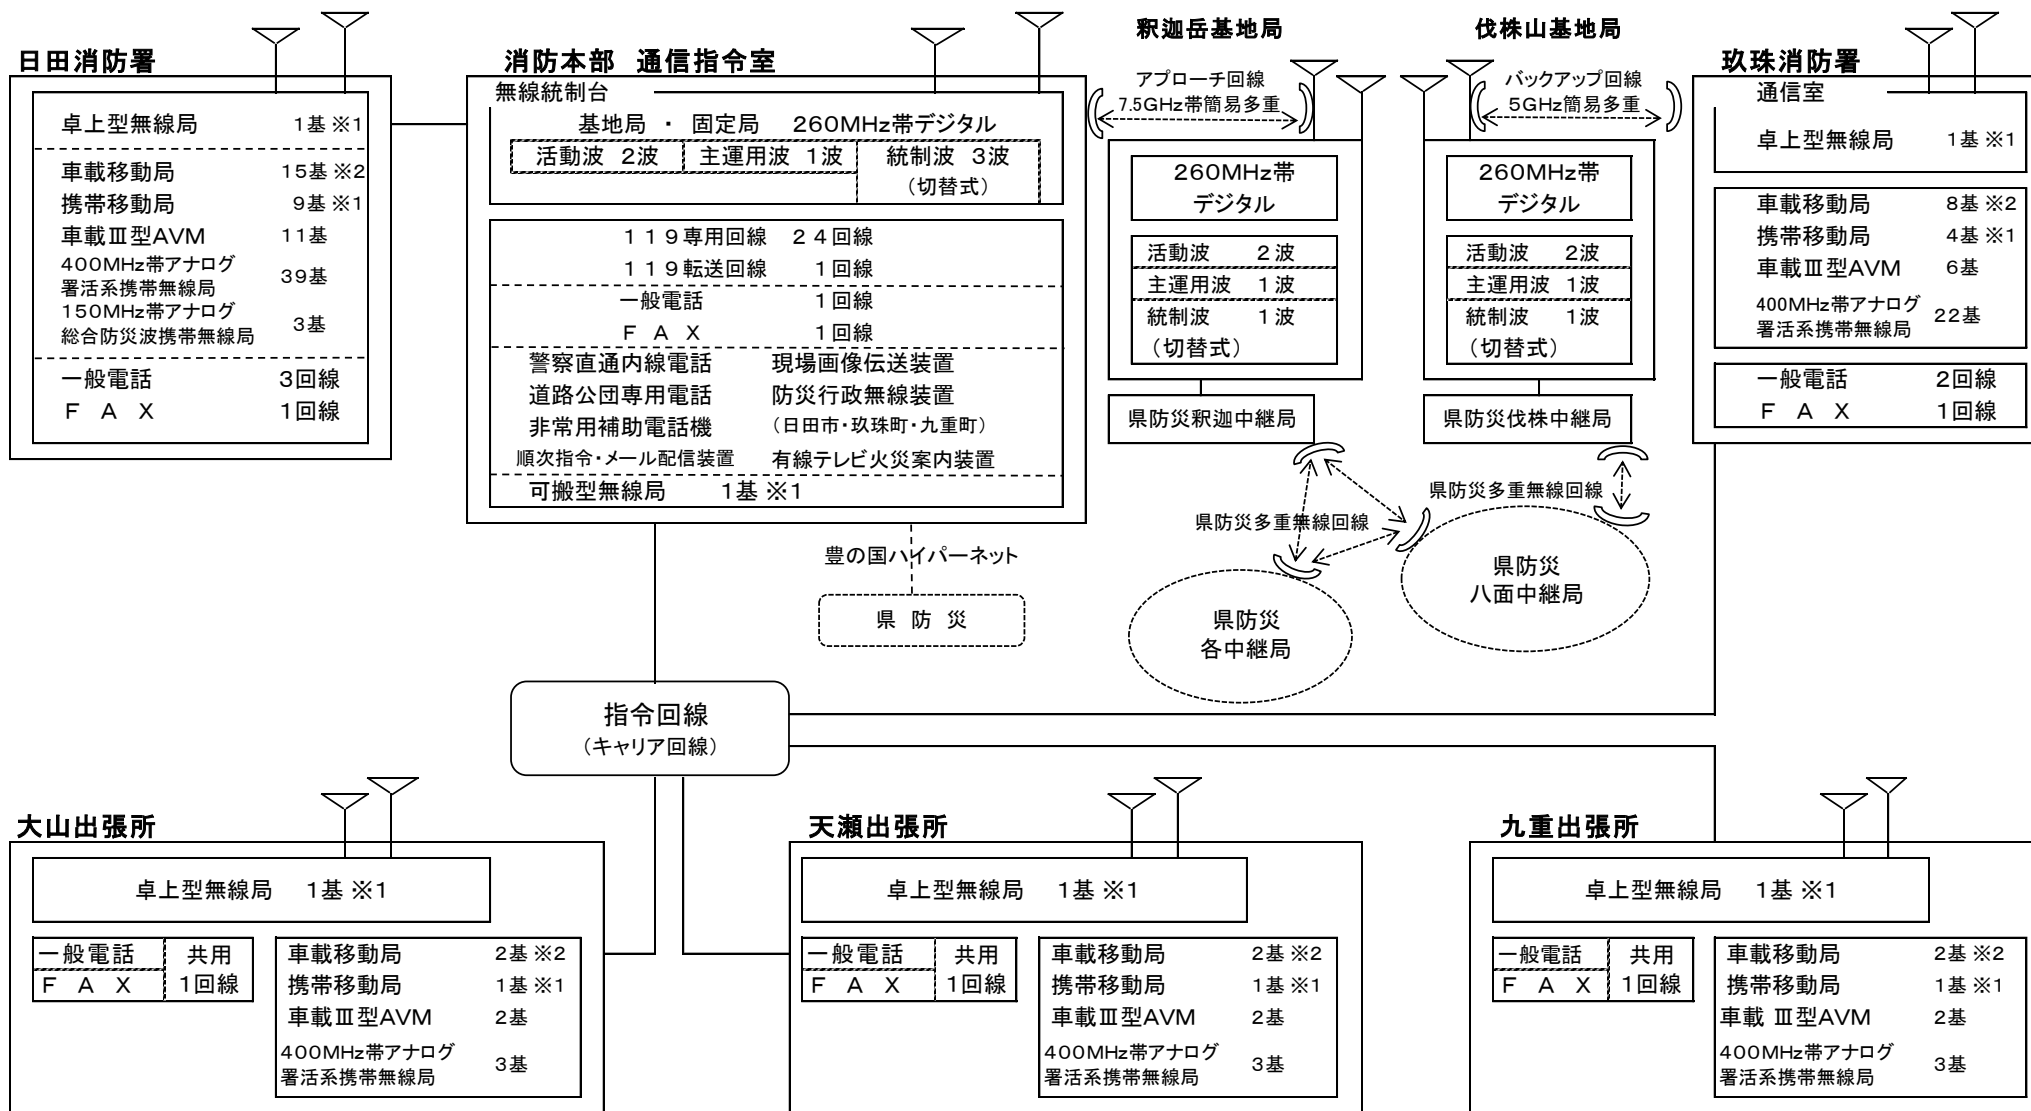 日田消防署
卓上型無線局 1基 ※1
車載移動局 15基 ※2
携帯移動局 9基 ※1
車載Ⅲ型AVM 11基
400MHz帯アナログ
署活系携帯無線局 39基
150MHz帯アナログ
総合防災波携帯無線局 3基
一般電話 3回線
F A X 1回線
消防本部 通信指令室
無線統制台
基地局 ・ 固定局 260MHz帯デジタル
活動波 2波 主運用波 1波 統制波 3波
(切替式)
119専用回線 24回線
119転送回線 1回線
一般電話 1回線
F A X 1回線
警察直通内線電話 現場画像伝送装置
道路公団専用電話 防災行政無線装置
非常用補助電話機 (日田市・玖珠町・九重町)
順次指令・メール配信装置 有線テレビ火災案内装置
可搬型無線局 1基 ※1
豊の国ハイパーネット
県 防 災
釈迦岳基地局
アプローチ回線
7.5GHz帯簡易多重
260MHz帯
デジタル
活動波 2波
主運用波 1波
統制波 1波
(切替式)
県防災釈迦中継局
伐株山基地局
バックアップ回線
5GHz簡易多重
260MHz帯
デジタル
活動波 2波
主運用波 1波
統制波 1波
(切替式)
県防災伐株中継局
県防災多重無線回線
県防災多重無線回線
県防災
八面中継局
県防災
各中継局
玖珠消防署
通信室
卓上型無線局 1基 ※1
車載移動局 8基 ※2
携帯移動局 4基 ※1
車載Ⅲ型AVM 6基
400MHz帯アナログ
署活系携帯無線局 22基
一般電話 2回線
F A X 1回線
指令回線
(キャリア回線)
大山出張所
卓上型無線局 1基 ※1
一般電話 共用
F A X 1回線
車載移動局 2基 ※2
携帯移動局 1基 ※1
車載Ⅲ型AVM 2基
400MHz帯アナログ
署活系携帯無線局 3基
天瀬出張所
卓上型無線局 1基 ※1
一般電話 共用
F A X 1回線
車載移動局 2基 ※2
携帯移動局 1基 ※1
車載Ⅲ型AVM 2基
400MHz帯アナログ
署活系携帯無線局 3基
九重出張所
卓上型無線局 1基 ※1
一般電話 共用
F A X 1回線
車載移動局 2基 ※2
携帯移動局 1基 ※1
車載 Ⅲ型AVM 2基
400MHz帯アナログ
署活系携帯無線局 3基